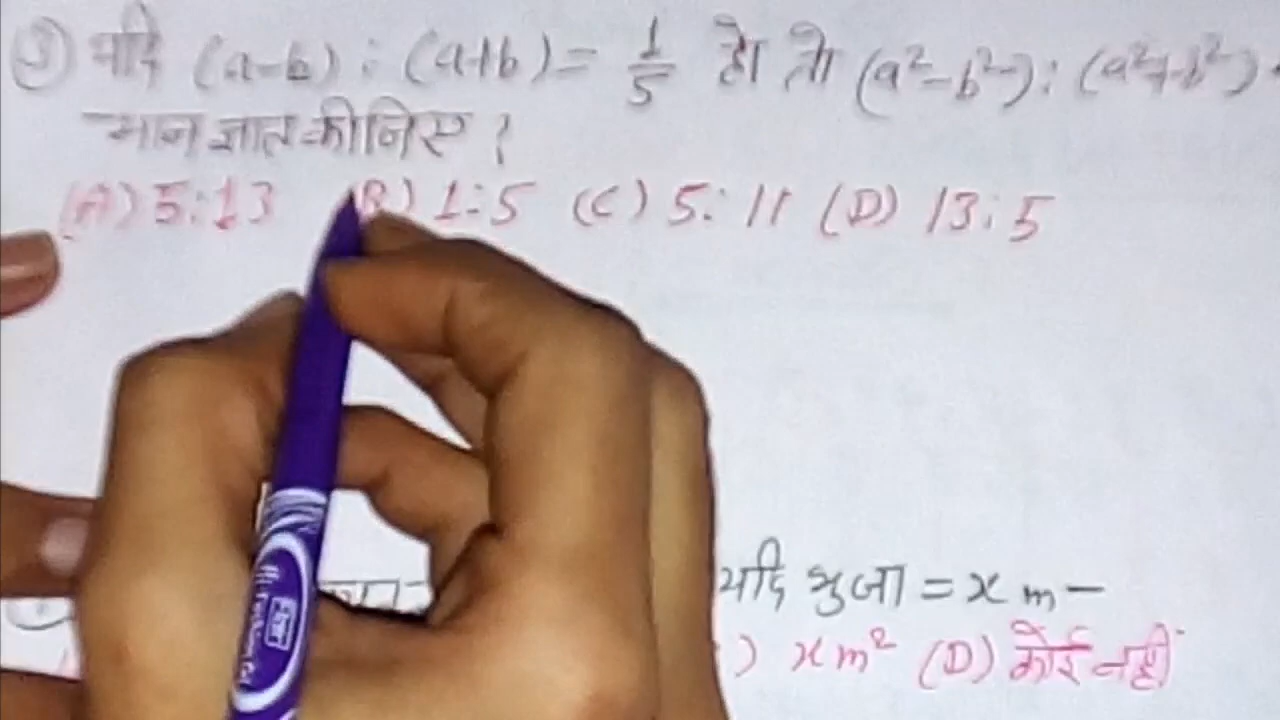 ③ यदि (a-b) : (a+b) = 1/5 हो तो (a²-b²) : (a²+b²)
मान ज्ञात कीजिए ?
(A) 5:13 (B) 1:5 (C) 5:11 (D) 13:5
यदि भुजा = x m -
) x m² (D) कोई नहीं